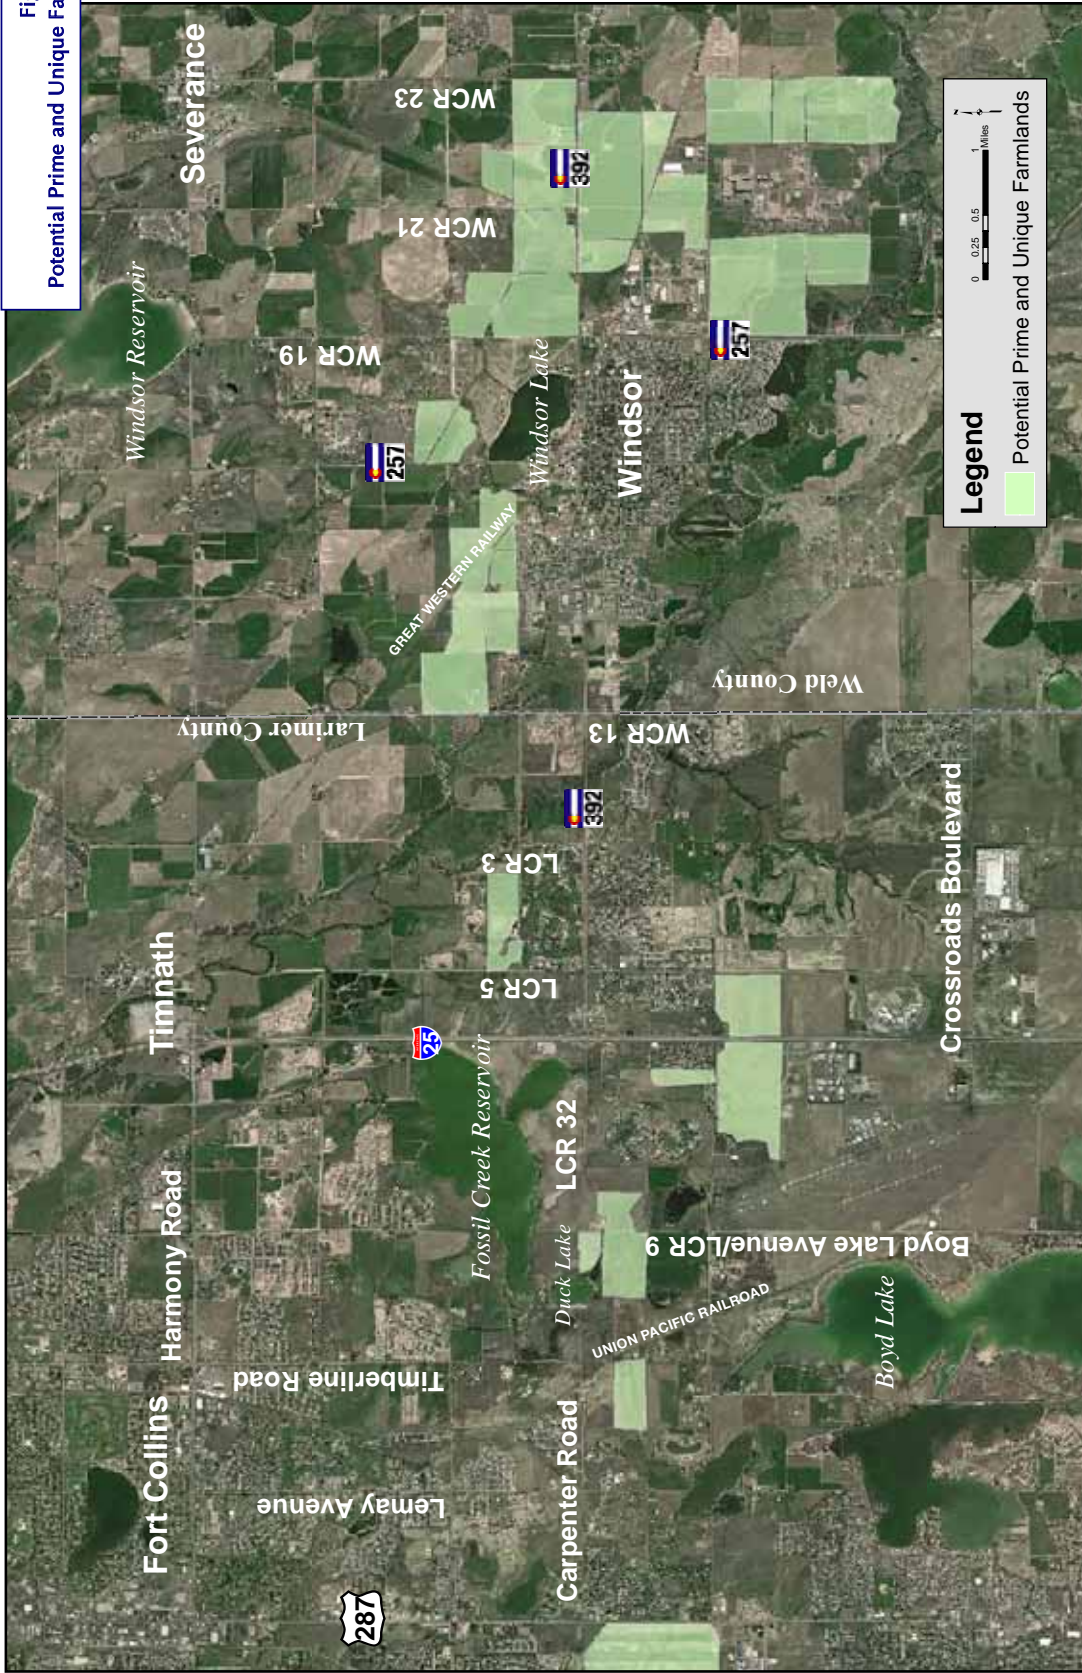 Fi
Potential Prime and Unique Fa
Fort Collins
Harmony Road
Timnath
Severance
Windsor Reservoir
Larimer County
Timberline Road
Lemay Avenue
287
25
257
WCR 19
WCR 21
WCR 23
GREAT WESTERN RAILWAY
Fossil Creek Reservoir
LCR 5
LCR 3
Windsor Lake
392
Carpenter Road
Duck Lake
LCR 32
392
WCR 13
Windsor
UNION PACIFIC RAILROAD
Boyd Lake Avenue/LCR 9
Weld County
257
Boyd Lake
Crossroads Boulevard
Legend
Potential Prime and Unique Farmlands
0 0.25 0.5 1
Miles